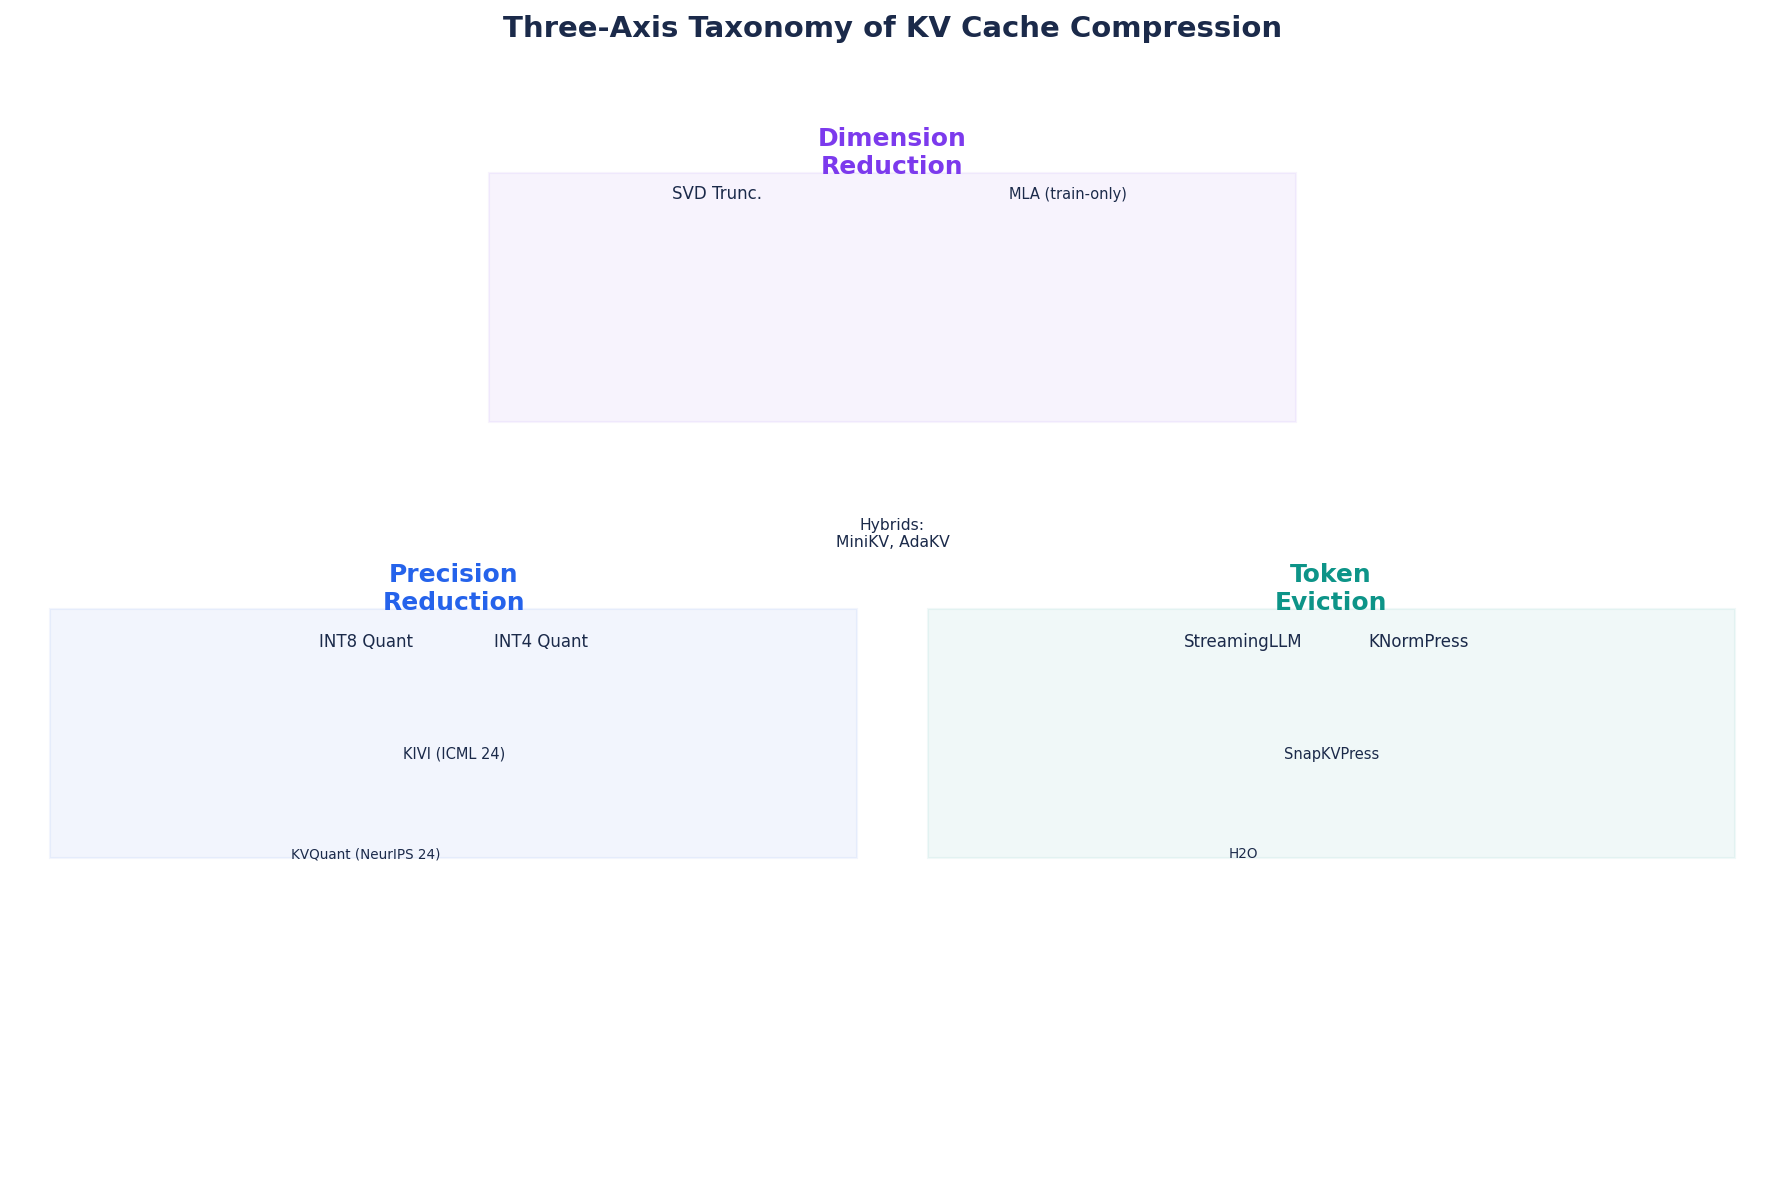 Three-Axis Taxonomy of KV Cache Compression
Dimension
Reduction
SVD Trunc.
MLA (train-only)
Hybrids:
MiniKV, AdaKV
Precision
Reduction
INT8 Quant
INT4 Quant
KIVI (ICML 24)
KVQuant (NeurIPS 24)
Token
Eviction
StreamingLLM
KNormPress
SnapKVPress
H2O